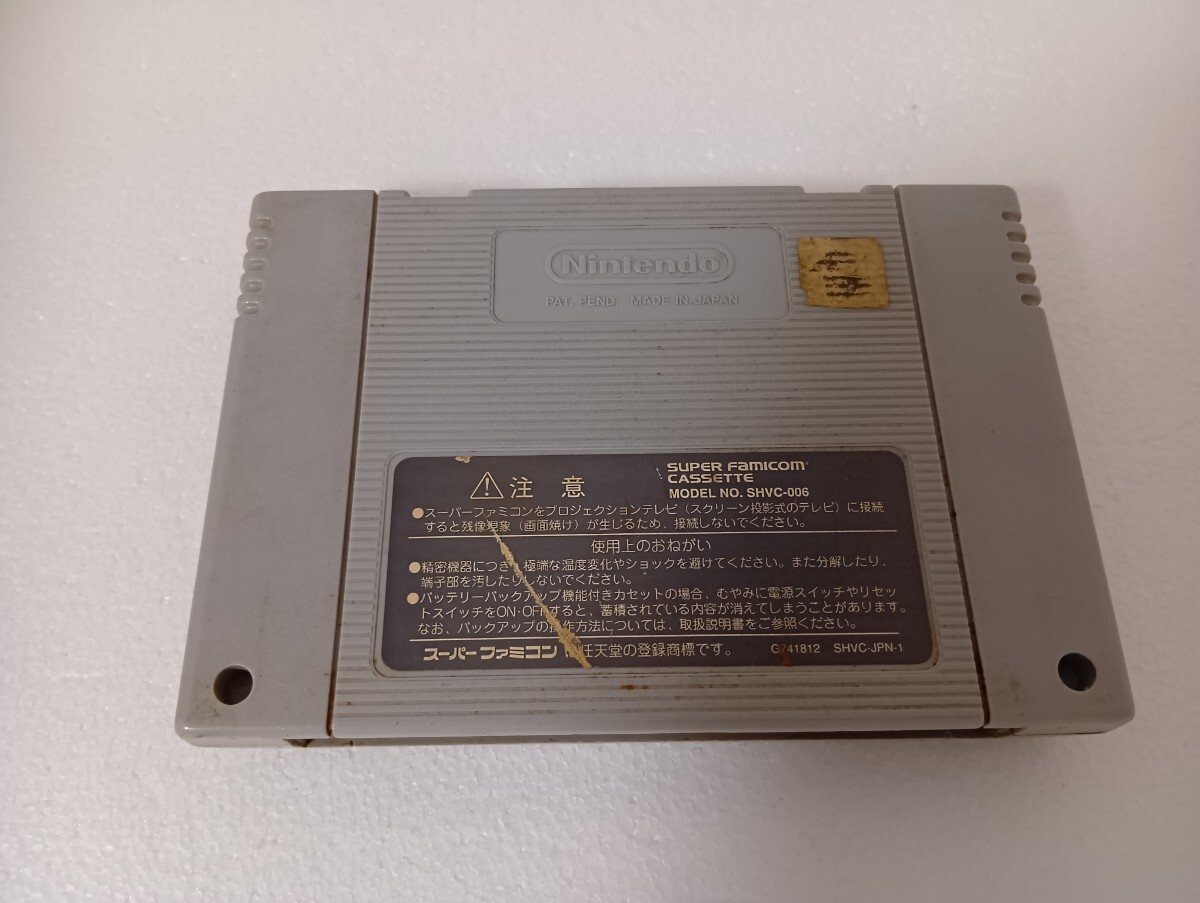 Nintendo
PAT. PEND. MADE IN JAPAN
⚠注意
SUPER FAMICOM
CASSETTE
MODEL NO. SHVC-006
●スーパーファミコンをプロジェクションテレビ（スクリーン投影式のテレビ）に接続
すると残像現象（画面焼け）が生じるため、接続しないでください。
使用上のおねがい
●精密機器につき、極端な温度変化やショックを避けてください。また分解したり、
端子部を汚したりしないでください。
●バッテリーバックアップ機能付きカセットの場合、むやみに電源スイッチやリセッ
トスイッチをON・OFFすると、蓄積されている内容が消えてしまうことがあります。
なお、バックアップの操作方法については、取扱説明書をご参照ください。
スーパーファミコンは任天堂の登録商標です。
SHVC-JPN-1